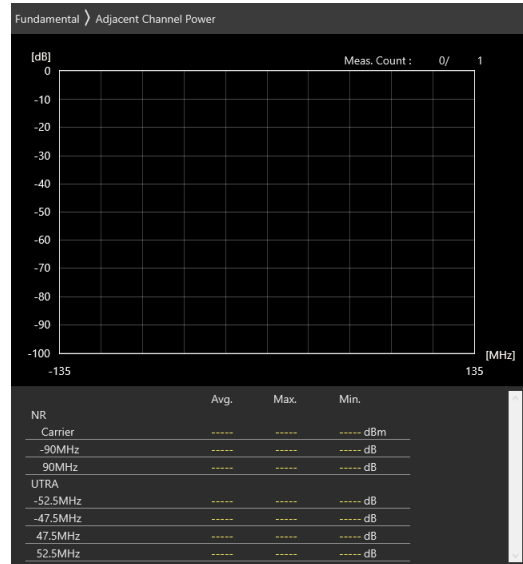 Fundamental 〉 Adjacent Channel Power
[dB]
Meas. Count : 0/ 1
0
-10
-20
-30
-40
-50
-60
-70
-80
-90
-100
[MHz]
-135 135
Avg. Max. Min.
NR
Carrier ----- ----- ----- dBm
-90MHz ----- ----- ----- dB
90MHz ----- ----- ----- dB
UTRA
-52.5MHz ----- ----- ----- dB
-47.5MHz ----- ----- ----- dB
47.5MHz ----- ----- ----- dB
52.5MHz ----- ----- ----- dB